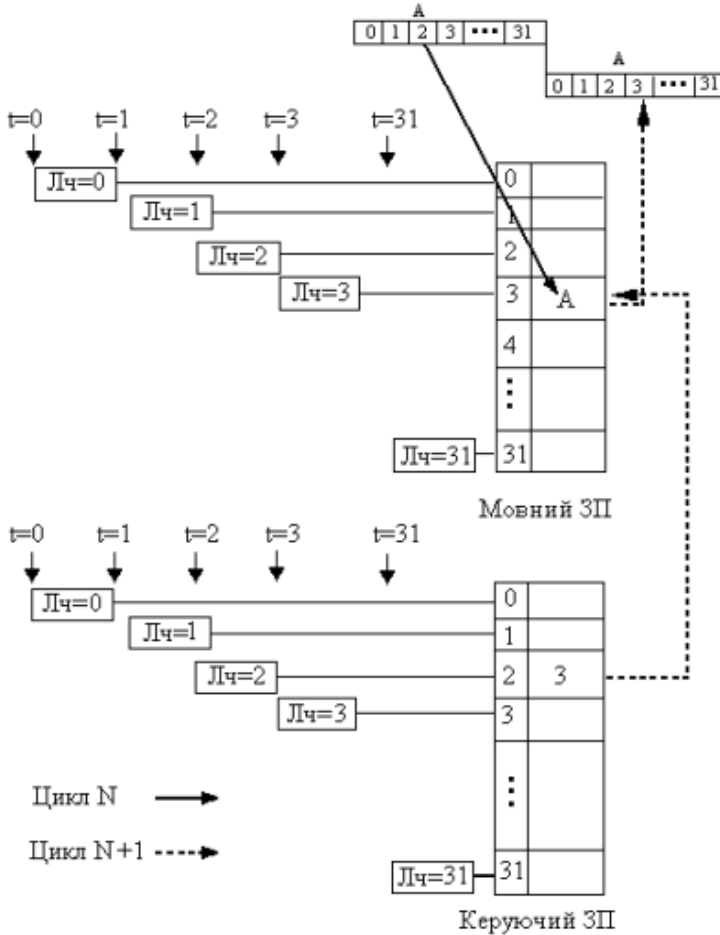 А
0 1 2 3 ••• 31
А
0 1 2 3 ••• 31
t=0 t=1 t=2 t=3 t=31
Лч=0
Лч=1
Лч=2
Лч=3
Лч=31
0
1
2
3 А
4
31
Мовний ЗП
t=0 t=1 t=2 t=3 t=31
Лч=0
Лч=1
Лч=2
Лч=3
Лч=31
0
1
2 3
3
31
Цикл N
Цикл N+1
Керуючий ЗП